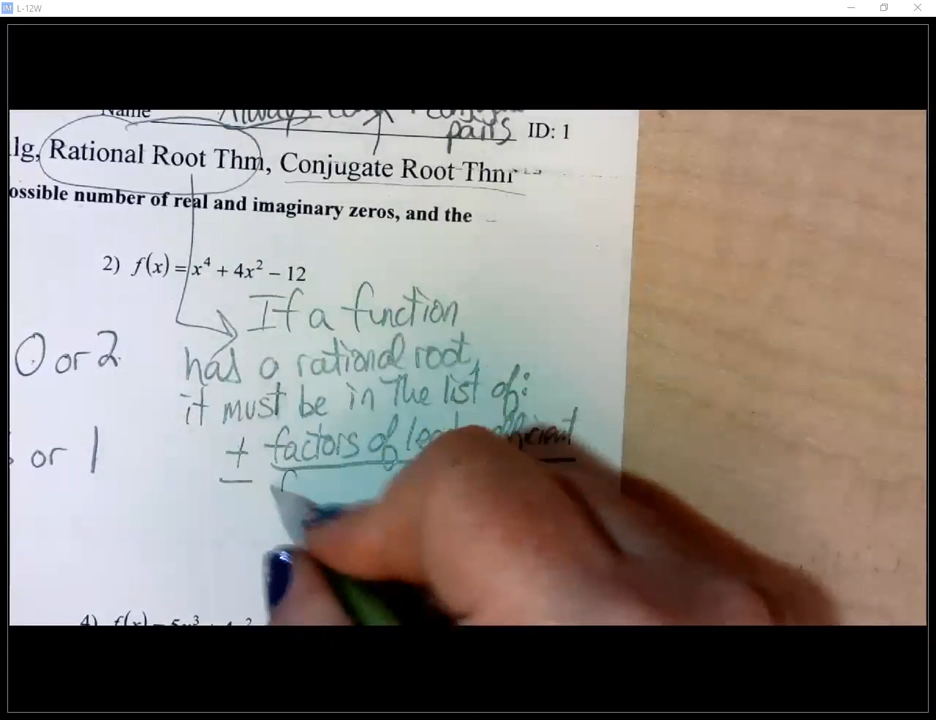 L-12W
Name
Always
pairs ID: 1
lg, Rational Root Thm, Conjugate Root Thm
ossible number of real and imaginary zeros, and the
2) f(x) = x⁴ + 4x² − 12
If a function
0 or 2
has a rational root,
it must be in the list of:
or 1
± factors of
4)